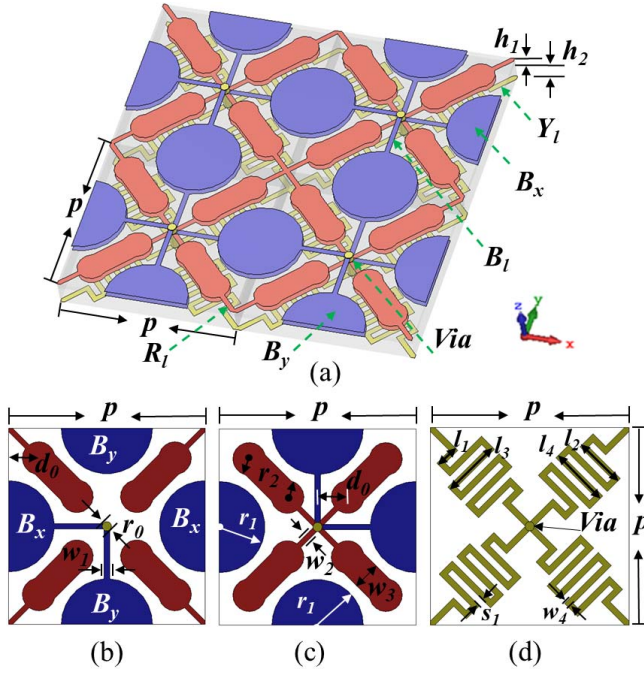 h1
h2
Yl
Bx
p
Bl
p
Rl
By
Via
z
y
x
(a)
p
p
p
By
d0
Bx
r0
Bx
w1
By
r2
d0
r1
w2
w3
r1
l1
l3
l4
l2
Via
p
s1
w4
(b)
(c)
(d)